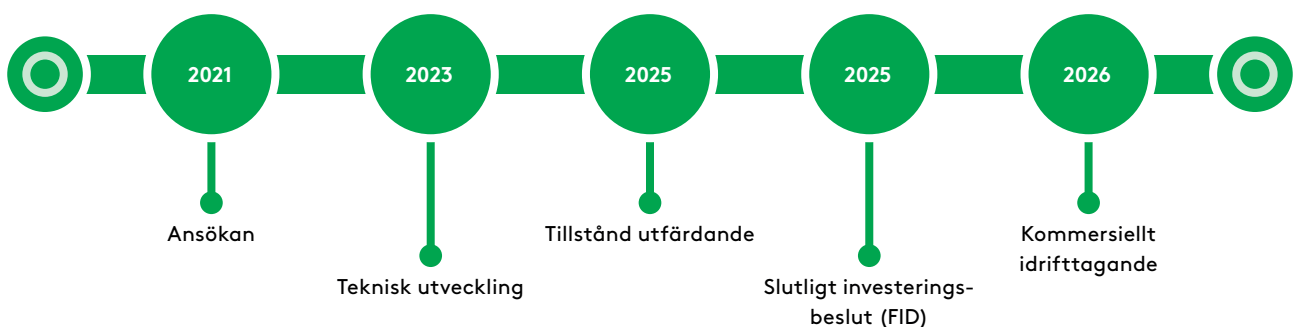 2021
2023
2025
2025
2026
Ansökan
Teknisk utveckling
Tillstånd utfärdande
Slutligt investerings-
beslut (FID)
Kommersiellt
idrifttagande